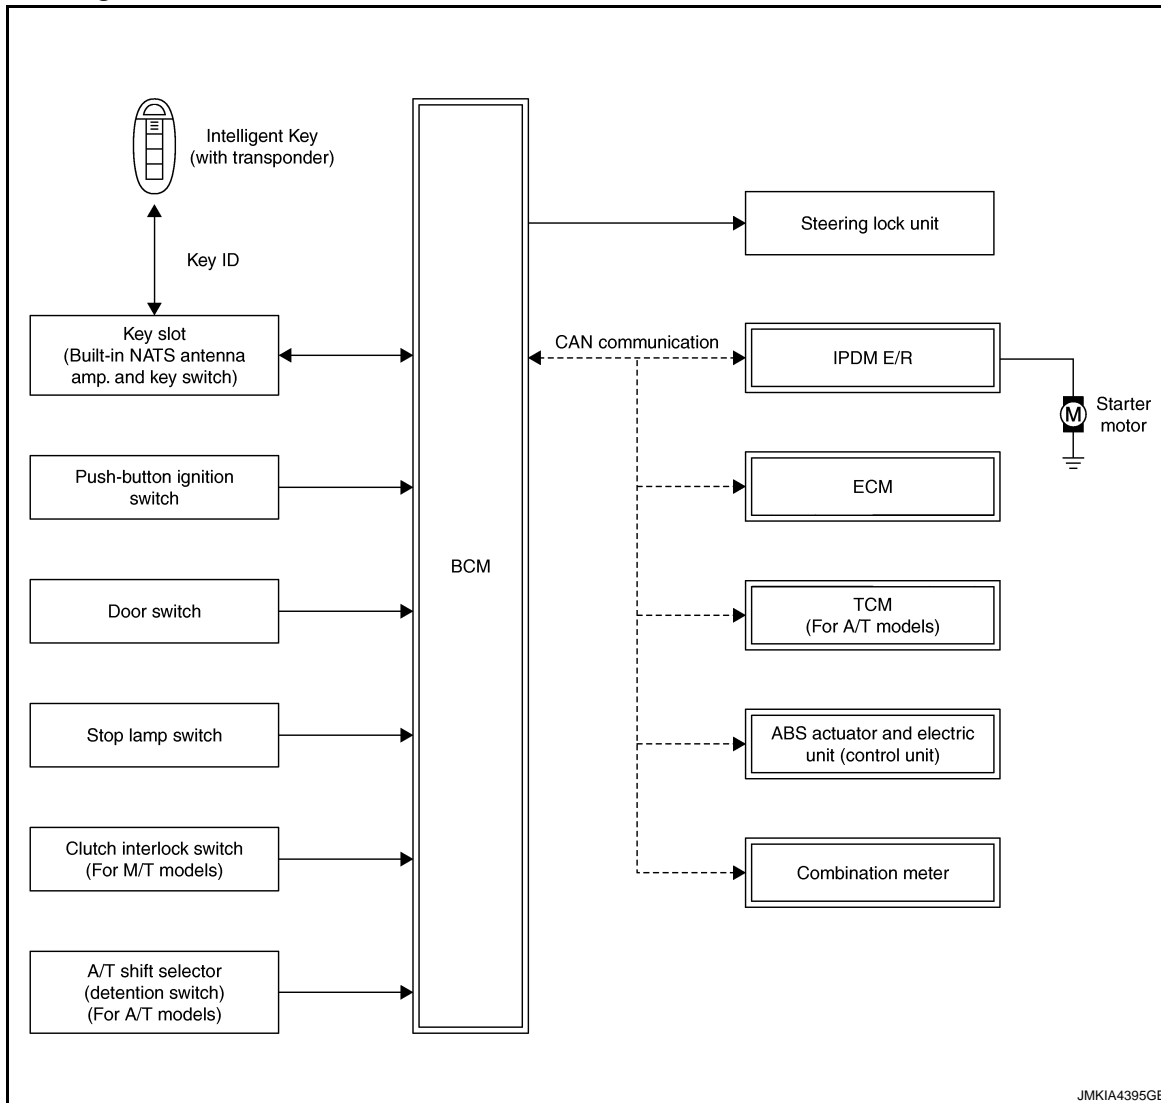 Intelligent Key
(with transponder)
Key ID
Key slot
(Built-in NATS antenna
amp. and key switch)
Push-button ignition
switch
Door switch
Stop lamp switch
Clutch interlock switch
(For M/T models)
A/T shift selector
(detention switch)
(For A/T models)
BCM
Steering lock unit
CAN communication
IPDM E/R
M
Starter
motor
ECM
TCM
(For A/T models)
ABS actuator and electric
unit (control unit)
Combination meter